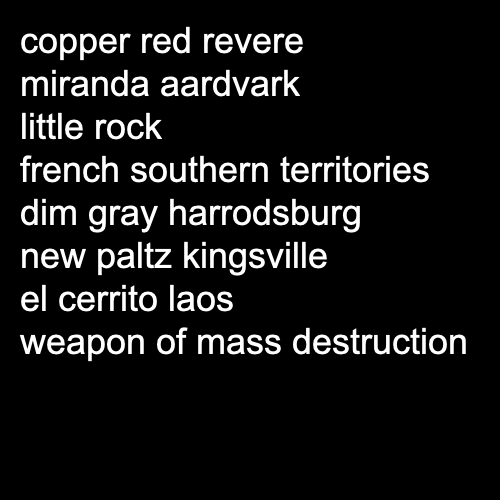 copper red revere
miranda aardvark
little rock
french southern territories
dim gray harrodsburg
new paltz kingsville
el cerrito laos
weapon of mass destruction